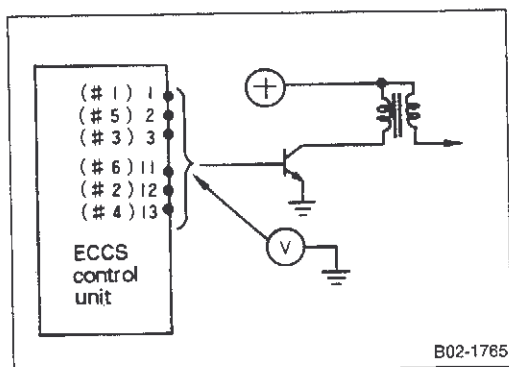 (# 1) 1
(# 5) 2
(# 3) 3
(# 6) 11
(# 2) 12
(# 4) 13
ECCS
control
unit
+
V
B02-1765